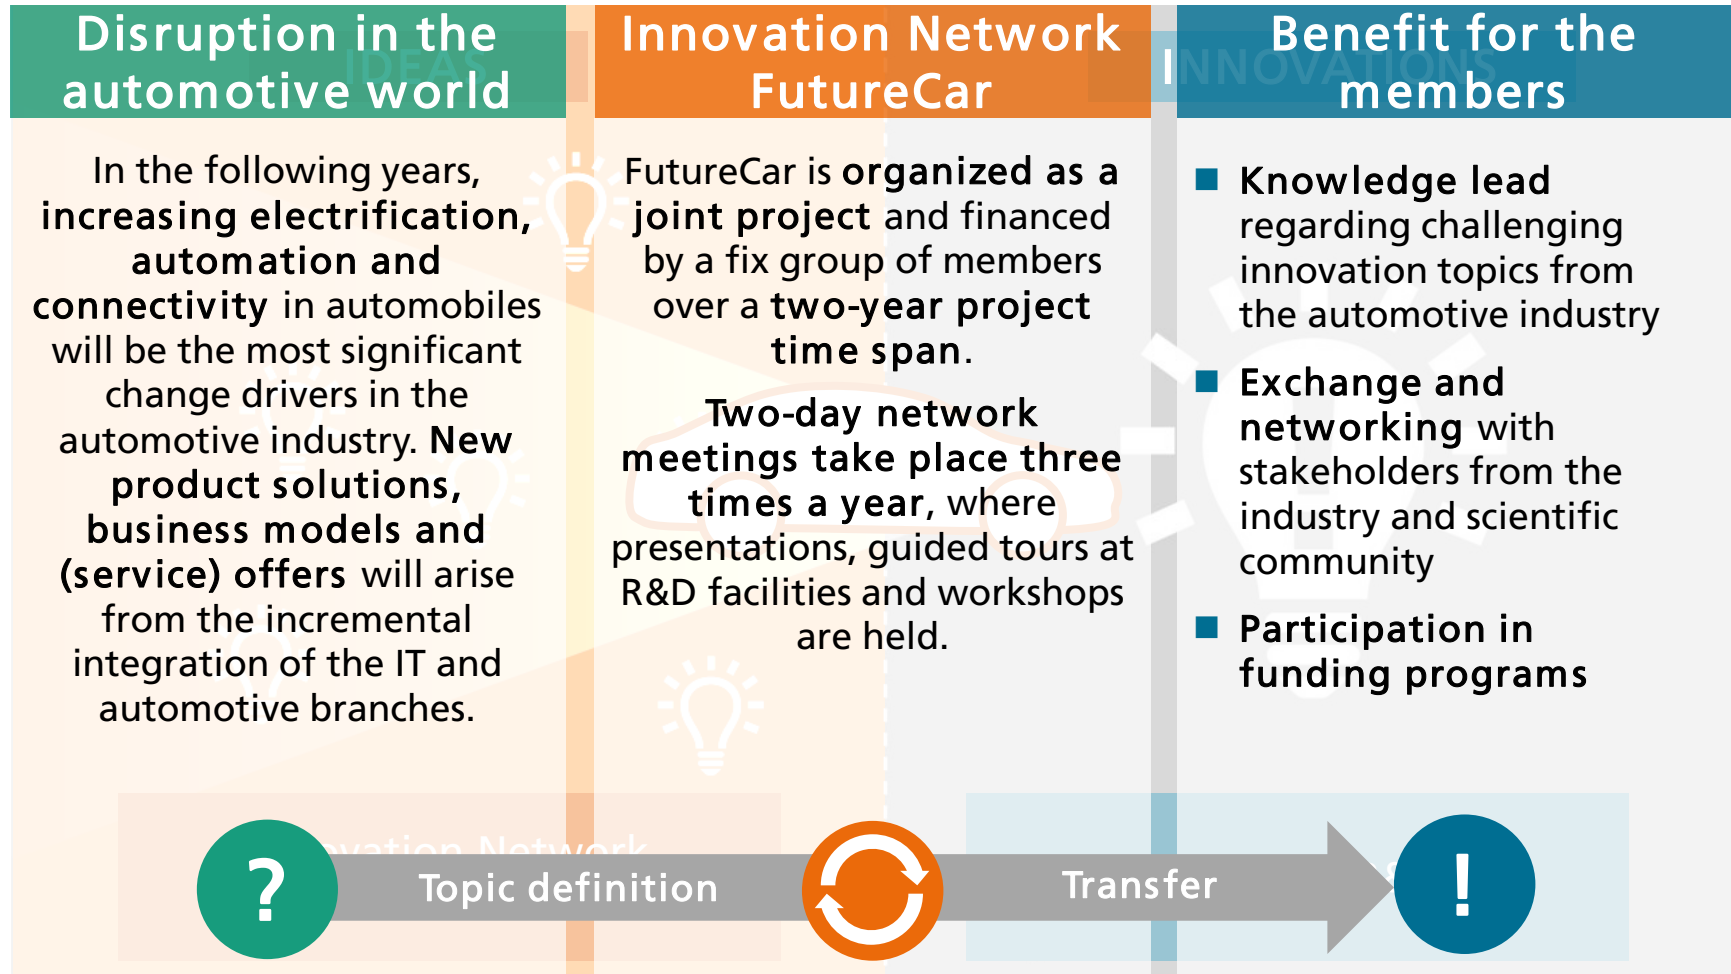 Disruption in the
automotive world
IDEAS
In the following years,
increasing electrification,
automation and
connectivity in automobiles
will be the most significant
change drivers in the
automotive industry. New
product solutions,
business models and
(service) offers will arise
from the incremental
integration of the IT and
automotive branches.
Innovation Network
FutureCar
FutureCar is organized as a
joint project and financed
by a fix group of members
over a two-year project
time span.
Two-day network
meetings take place three
times a year, where
presentations, guided tours at
R&D facilities and workshops
are held.
Benefit for the
members
INNOVATIONS
■ Knowledge lead
regarding challenging
innovation topics from
the automotive industry
■ Exchange and
networking with
stakeholders from the
industry and scientific
community
■ Participation in
funding programs
Network
?
Topic definition
Transfer
!